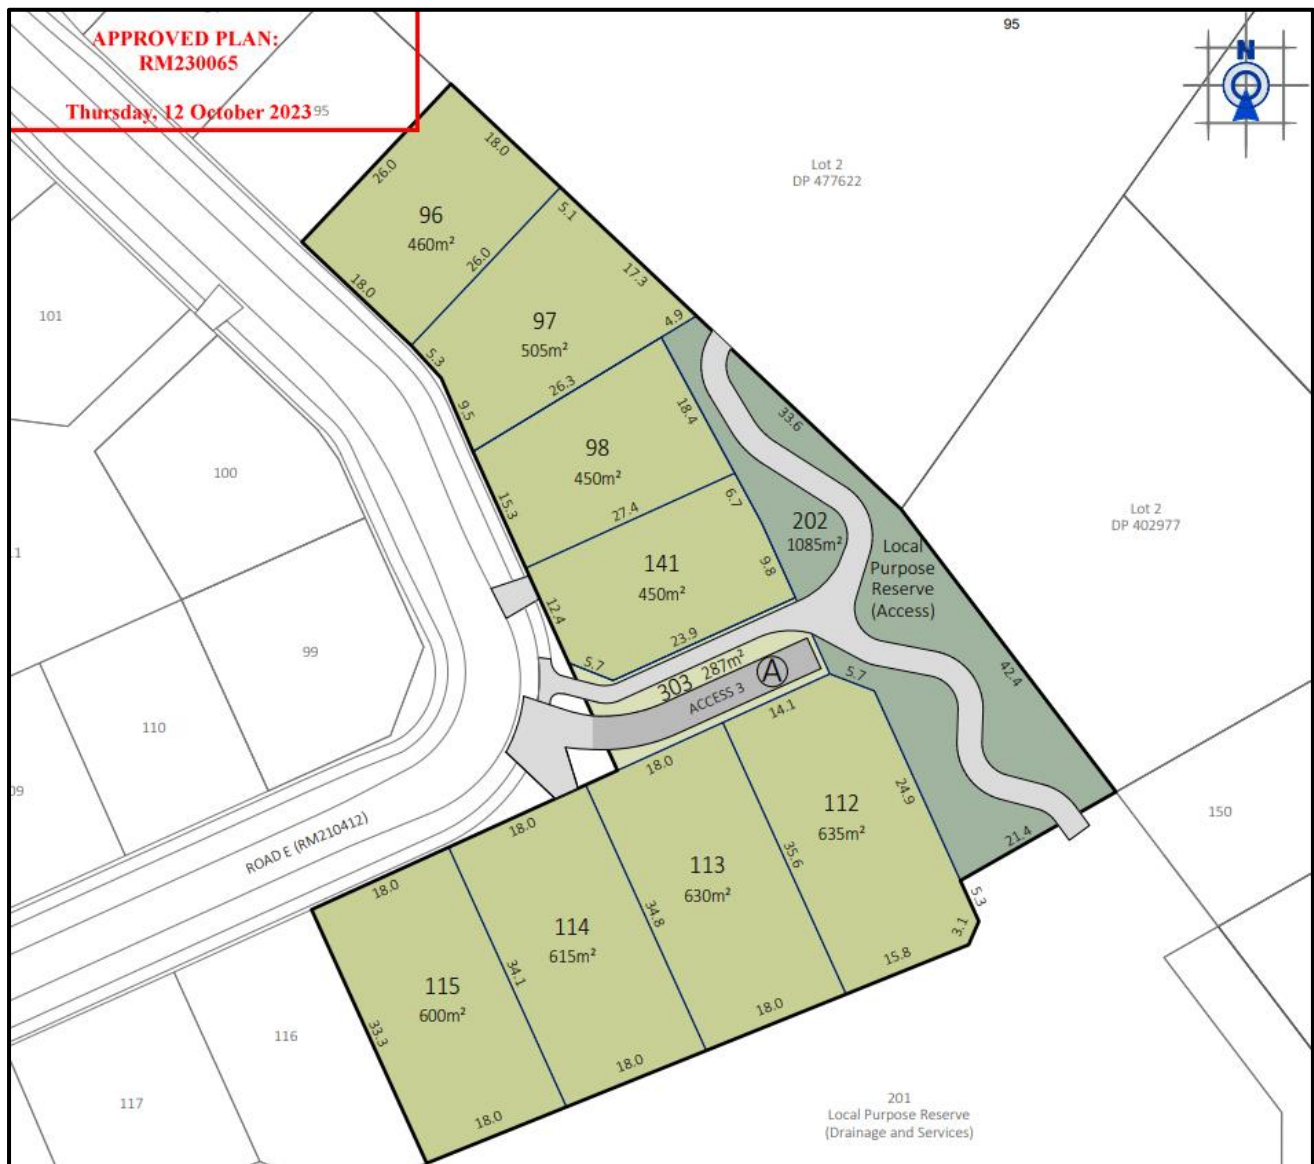 APPROVED PLAN:
RM230065
Thursday, 12 October 2023
95
95
N
Lot 2
DP 477622
18.0
26.0
96
460m²
26.0
18.0
5.1
17.3
97
505m²
4.9
5.3
9.5
26.3
101
18.4
33.6
98
450m²
15.3
27.4
6.7
100
202
1085m²
Local
Purpose
Reserve
(Access)
Lot 2
DP 402977
141
450m²
9.8
12.4
23.9
5.7
99
303 287m²
A
ACCESS 3
5.7
42.4
14.1
110
18.0
24.9
112
635m²
150
ROAD E (RM210412)
18.0
35.6
21.4
113
630m²
18.0
34.8
5.3
3.1
114
615m²
15.8
34.1
115
600m²
18.0
33.3
116
18.0
117
18.0
201
Local Purpose Reserve
(Drainage and Services)